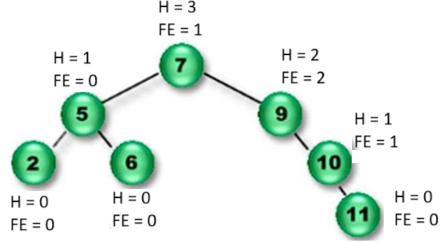 H = 3
FE = 1
7
H = 1
FE = 0
5
H = 2
FE = 2
9
2
H = 0
FE = 0
6
H = 0
FE = 0
H = 1
FE = 1
10
11
H = 0
FE = 0